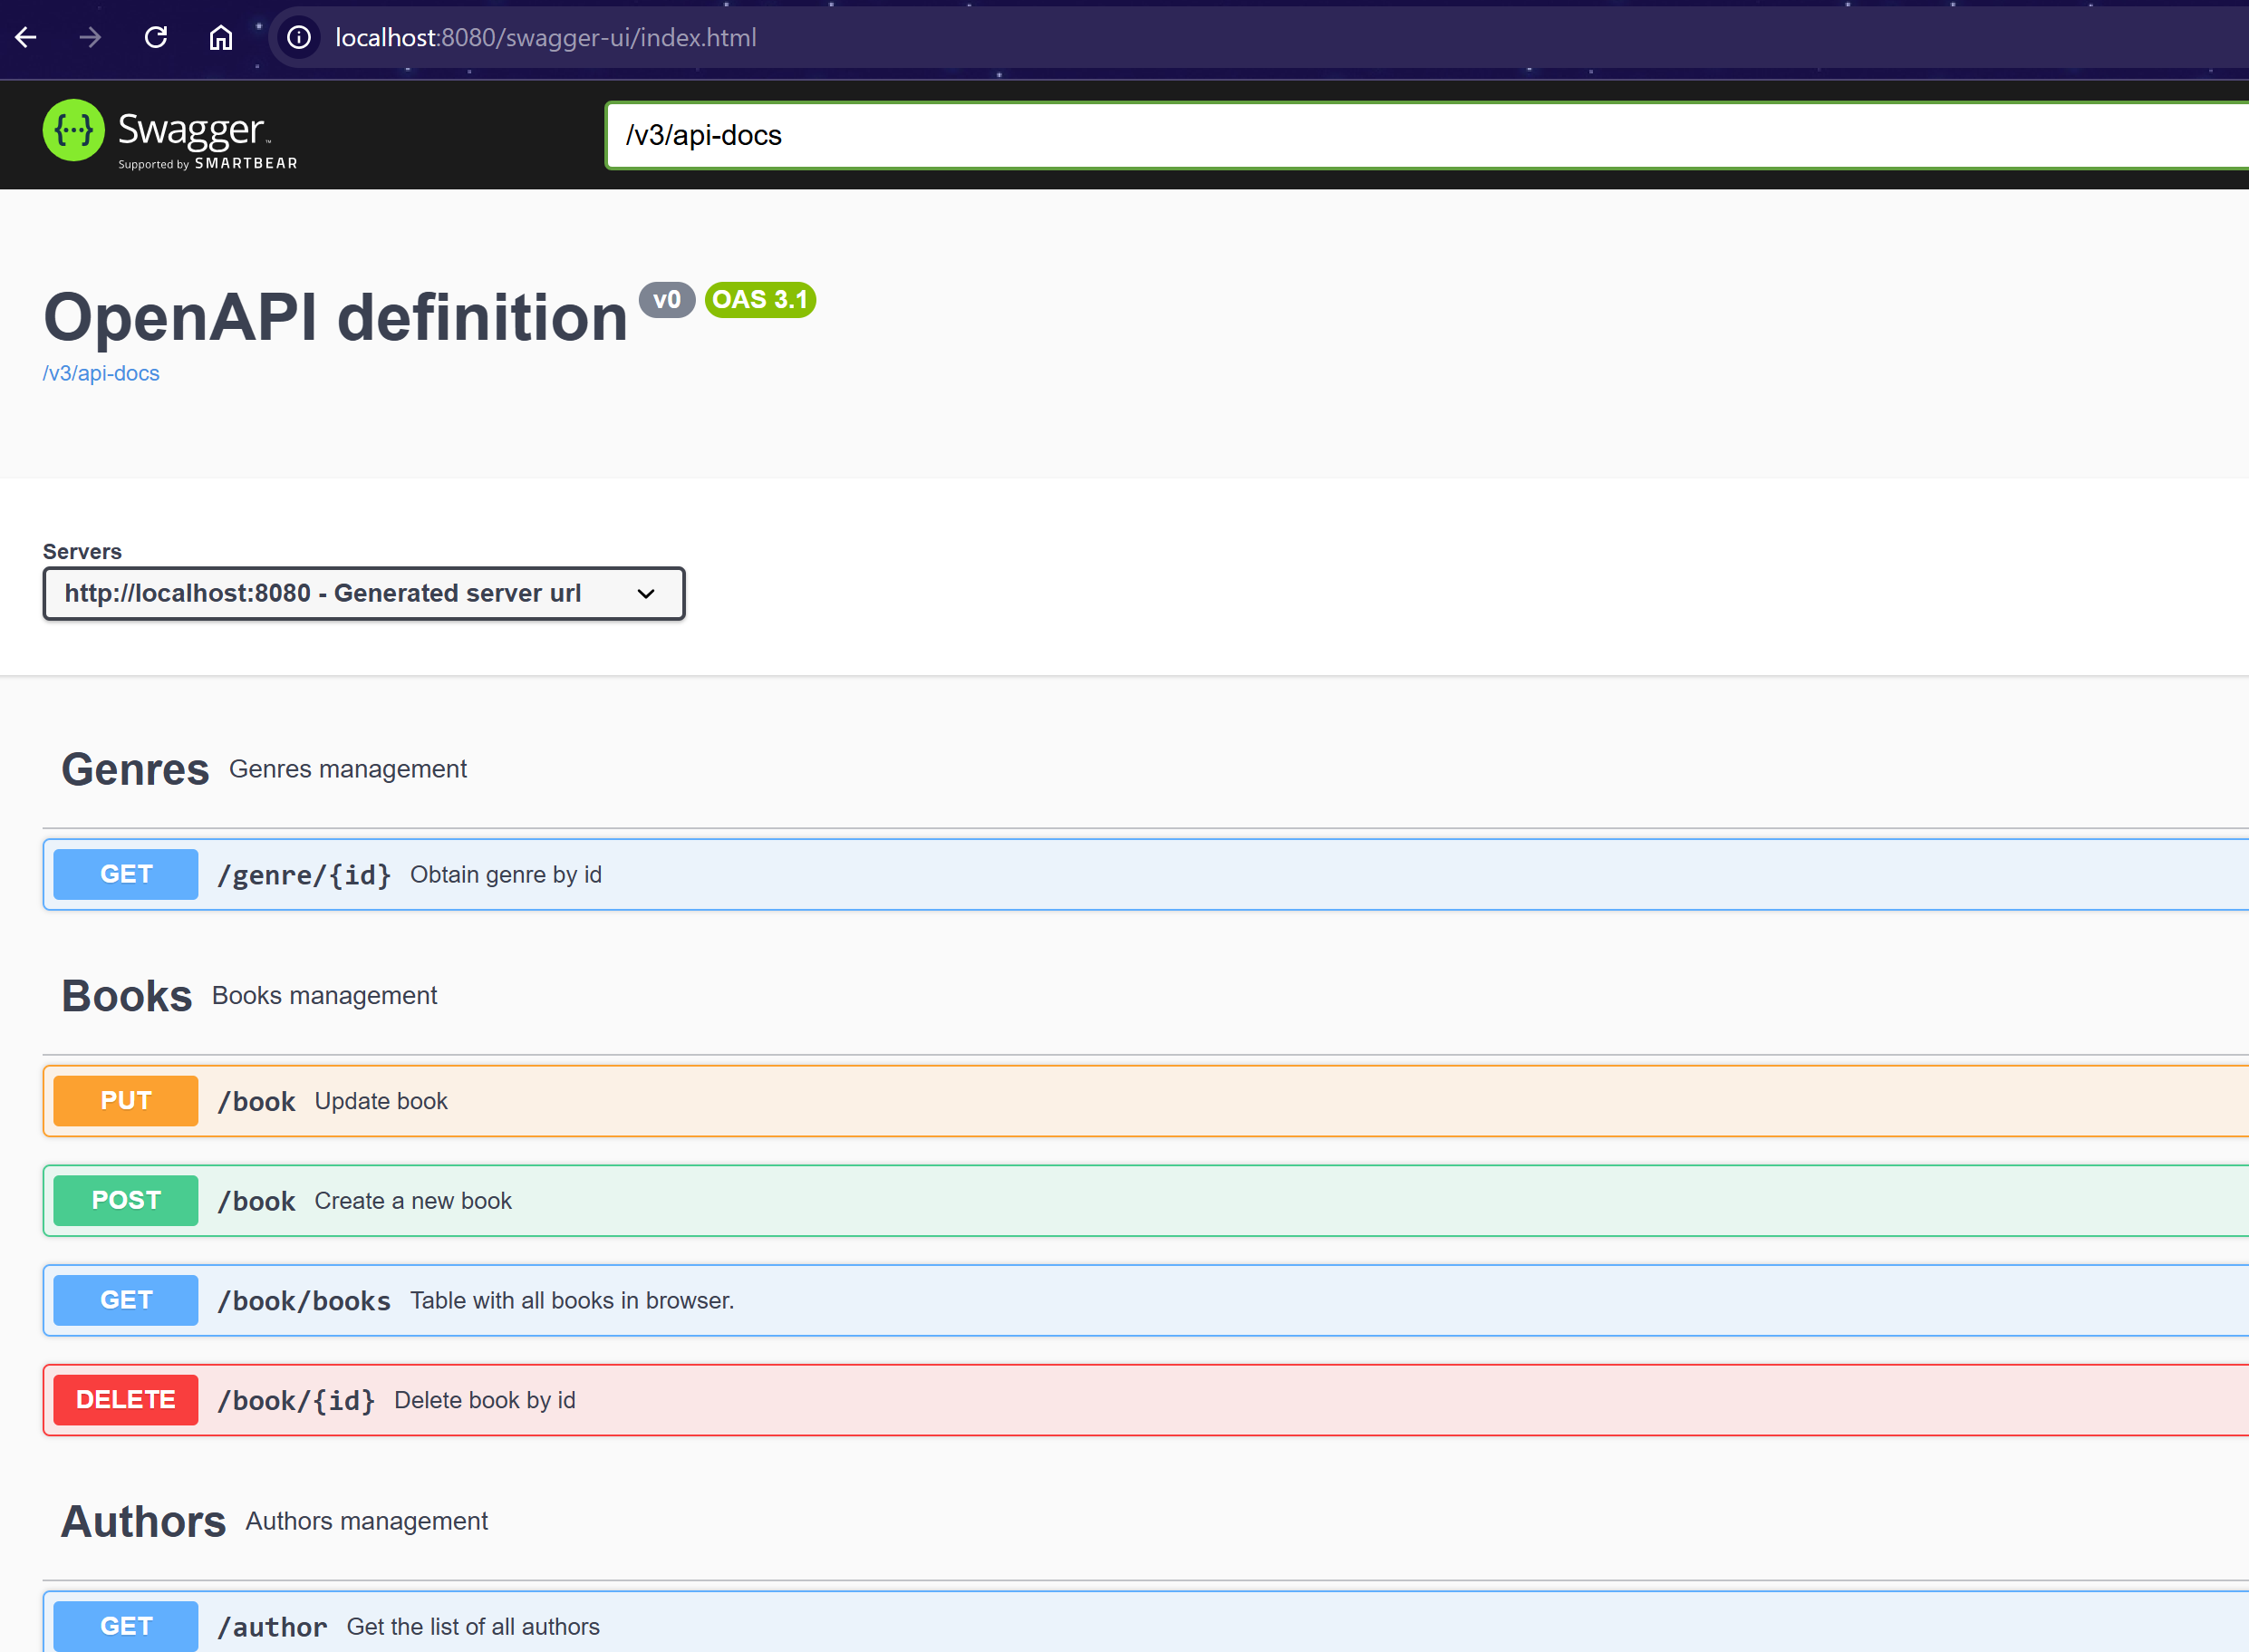 localhost:8080/swagger-ui/index.html
{···} Swagger™
Supported by SMARTBEAR
/v3/api-docs
OpenAPI definition v0 OAS 3.1
/v3/api-docs
Servers
http://localhost:8080 - Generated server url
Genres Genres management
GET /genre/{id} Obtain genre by id
Books Books management
PUT /book Update book
POST /book Create a new book
GET /book/books Table with all books in browser.
DELETE /book/{id} Delete book by id
Authors Authors management
GET /author Get the list of all authors